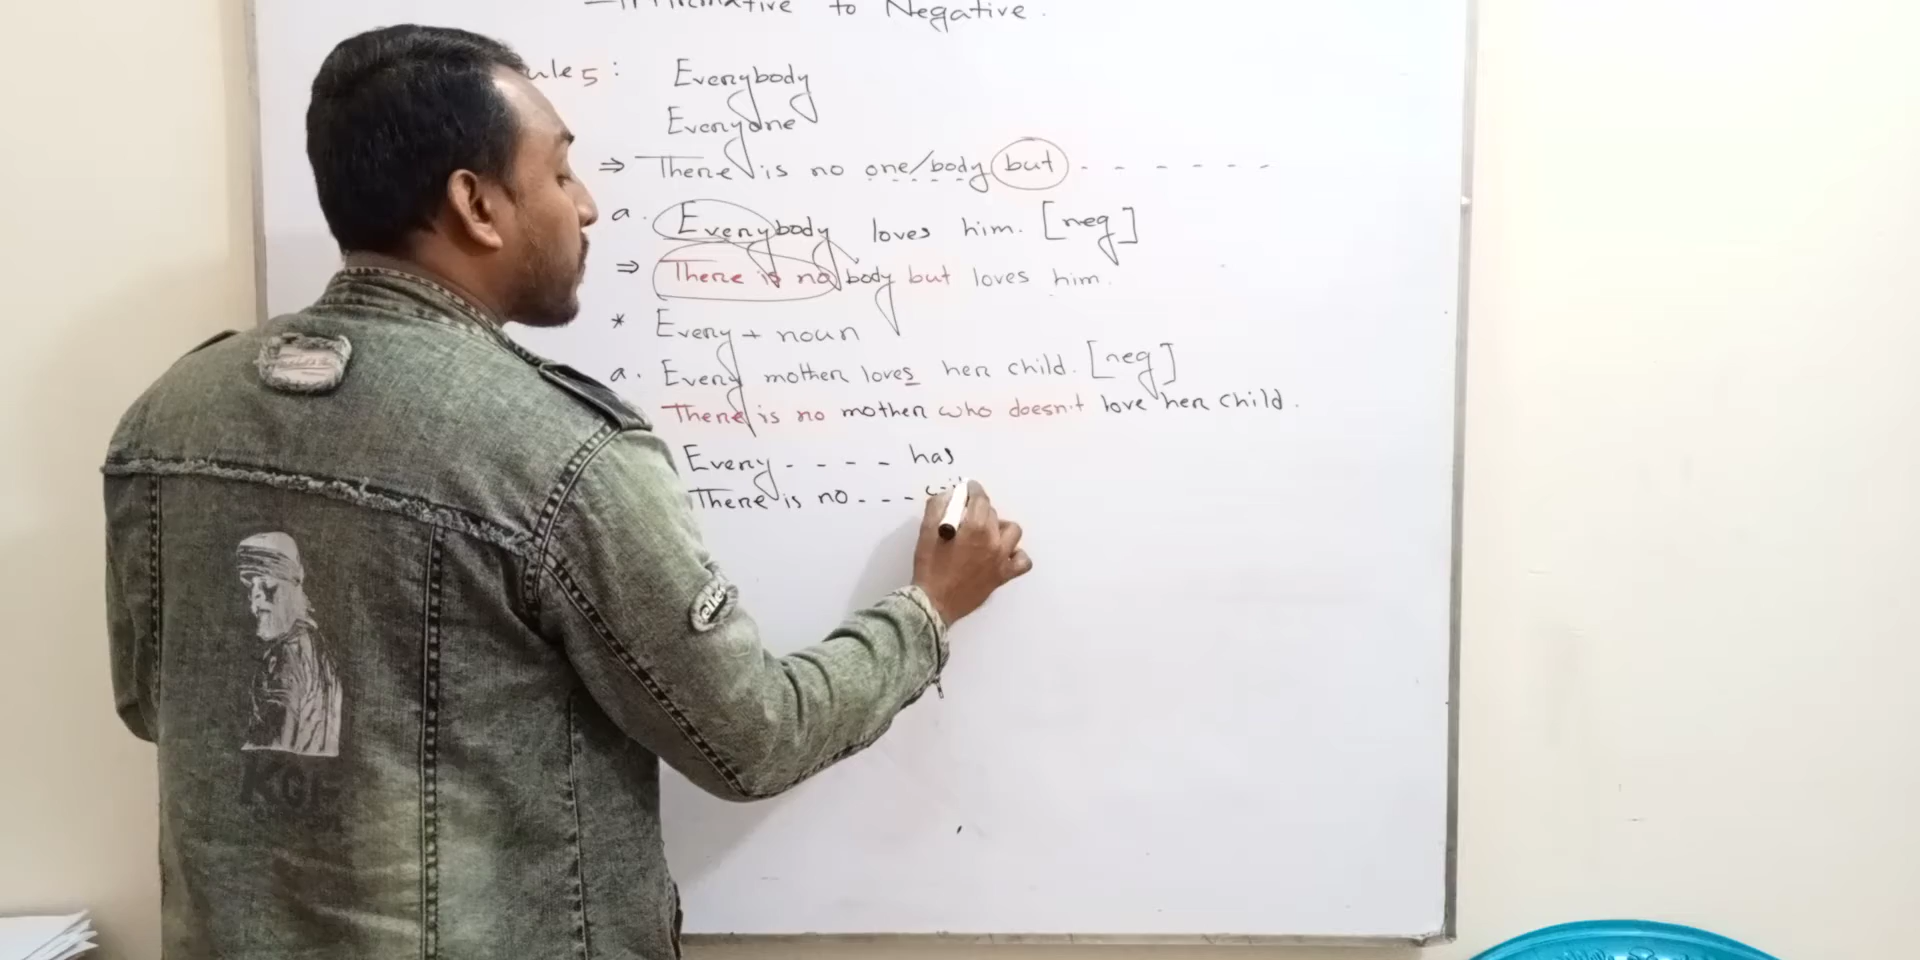 to Negative.
5 :
Everybody
Everyone
⇒ There is no one/body but - - - - - -
a. Everybody loves him. [neg]
⇒ There is nobody but loves him.
* Every + noun
a. Every mother loves her child. [neg]
There is no mother who doesn't love her child.
Every - - - - has
There is no - - -
KGF